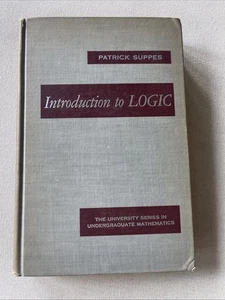 PATRICK SUPPES
Introduction to LOGIC
THE UNIVERSITY SERIES IN
UNDERGRADUATE MATHEMATICS